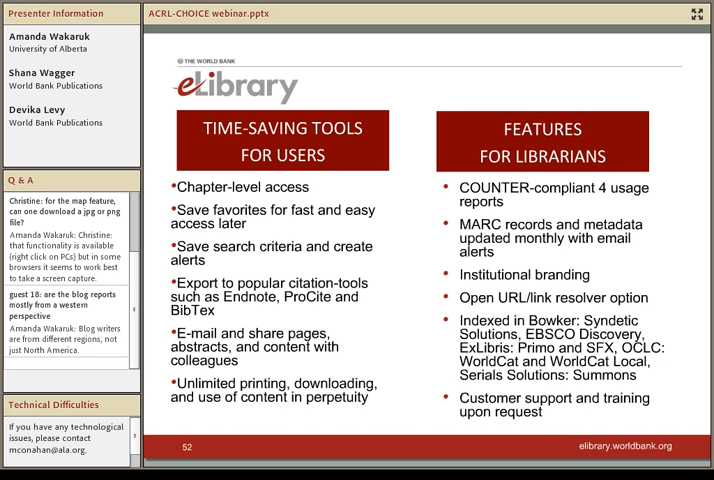 Presenter Information
Amanda Wakaruk
University of Alberta
Shana Wagger
World Bank Publications
Devika Levy
World Bank Publications
Q & A
Christine: for the map feature,
can one download a jpg or png
file?
Amanda Wakaruk: Christine:
that functionality is available
(right click on PCs) but in some
browsers it seems to work best
to take a screen capture.
guest 18: are the blog reports
mostly from a western
perspective
Amanda Wakaruk: Blog writers
are from different regions, not
just North America.
Technical Difficulties
If you have any technological
issues, please contact
mconahan@ala.org.
ACRL-CHOICE webinar.pptx
THE WORLD BANK
eLibrary
TIME-SAVING TOOLS
FOR USERS
•Chapter-level access
•Save favorites for fast and easy
access later
•Save search criteria and create
alerts
•Export to popular citation-tools
such as Endnote, ProCite and
BibTex
•E-mail and share pages,
abstracts, and content with
colleagues
•Unlimited printing, downloading,
and use of content in perpetuity
FEATURES
FOR LIBRARIANS
• COUNTER-compliant 4 usage
reports
• MARC records and metadata
updated monthly with email
alerts
• Institutional branding
• Open URL/link resolver option
• Indexed in Bowker: Syndetic
Solutions, EBSCO Discovery,
ExLibris: Primo and SFX, OCLC:
WorldCat and WorldCat Local,
Serials Solutions: Summons
• Customer support and training
upon request
52
elibrary.worldbank.org